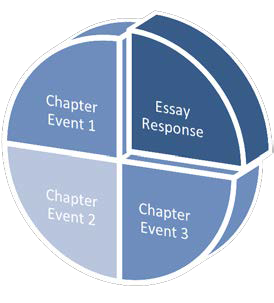 Chapter
Event 1
Essay
Response
Chapter
Event 2
Chapter
Event 3